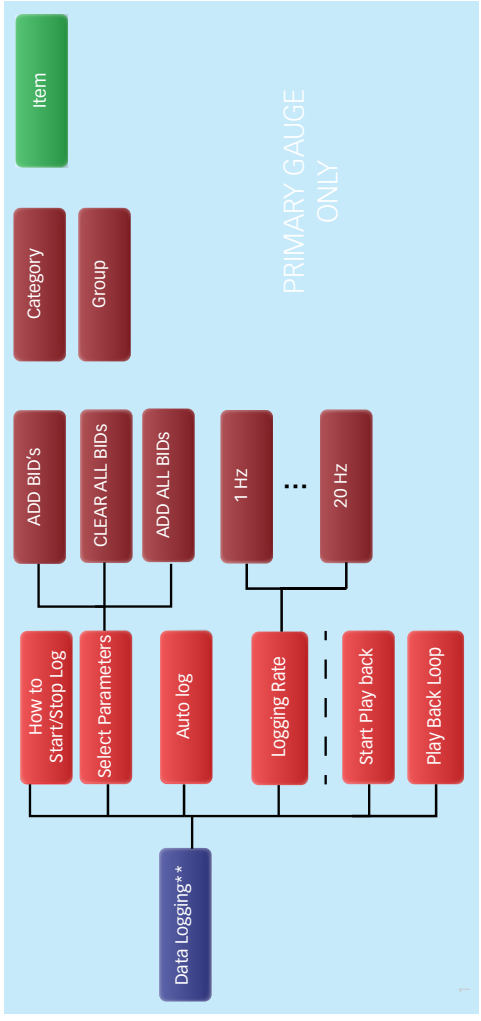 Data Logging**
How to
Start/Stop Log
Select Parameters
Auto log
Logging Rate
Start Play back
Play Back Loop
ADD BID's
CLEAR ALL BIDs
ADD ALL BIDs
1 Hz
...
20 Hz
Category
Group
Item
PRIMARY GAUGE
ONLY
1